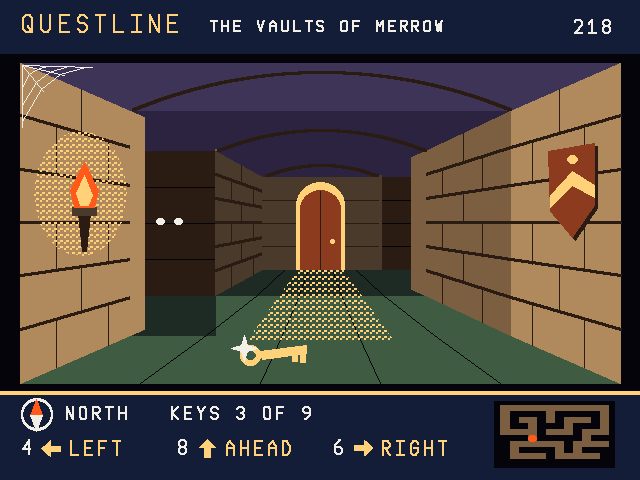 QUESTLINE THE VAULTS OF MERROW 218
NORTH KEYS 3 OF 9
4 LEFT 8 AHEAD 6 RIGHT